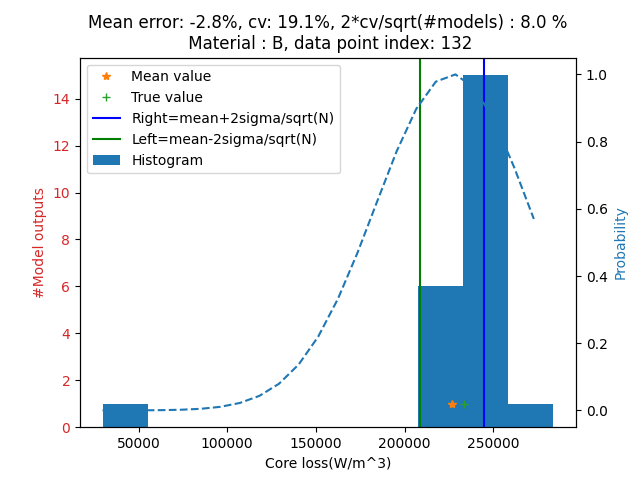 Mean error: -2.8%, cv: 19.1%, 2*cv/sqrt(#models) : 8.0 %
Material : B, data point index: 132
Mean value
True value
Right=mean+2sigma/sqrt(N)
Left=mean-2sigma/sqrt(N)
Histogram
14
12
10
8
6
4
2
0
#Model outputs
1.0
0.8
0.6
0.4
0.2
0.0
Probability
50000 100000 150000 200000 250000
Core loss(W/m^3)